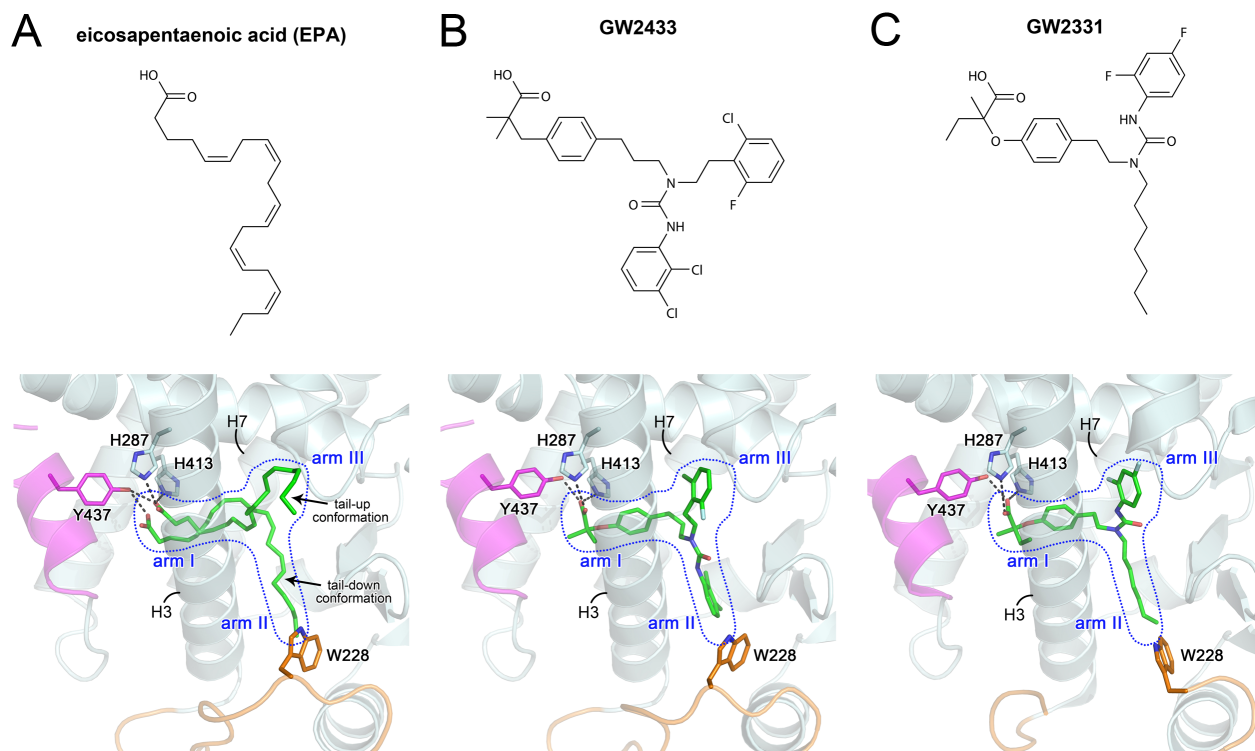 A
eicosapentaenoic acid (EPA)
HO
O
H287
H7
H413
arm III
Y437
tail-up
conformation
arm I
tail-down
conformation
H3
arm II
W228
B
GW2433
HO
O
Cl
N
O
F
NH
Cl
Cl
H287
H7
H413
arm III
Y437
arm I
H3
arm II
W228
C
GW2331
F
F
HO
O
HN
O
O
N
H287
H7
H413
arm III
Y437
arm I
H3
arm II
W228